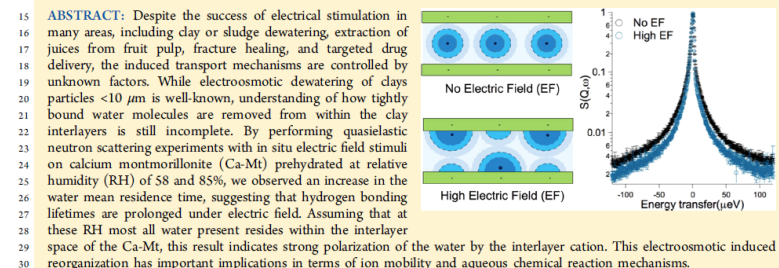 15 ABSTRACT: Despite the success of electrical stimulation in
16 many areas, including clay or sludge dewatering, extraction of
17 juices from fruit pulp, fracture healing, and targeted drug
18 delivery, the induced transport mechanisms are controlled by
19 unknown factors. While electroosmotic dewatering of clays
20 particles <10 μm is well-known, understanding of how tightly
21 bound water molecules are removed from within the clay
22 interlayers is still incomplete. By performing quasielastic
23 neutron scattering experiments with in situ electric field stimuli
24 on calcium montmorillonite (Ca-Mt) prehydrated at relative
25 humidity (RH) of 58 and 85%, we observed an increase in the
26 water mean residence time, suggesting that hydrogen bonding
27 lifetimes are prolonged under electric field. Assuming that at
28 these RH most all water present resides within the interlayer
29 space of the Ca-Mt, this result indicates strong polarization of the water by the interlayer cation. This electroosmotic induced
30 reorganization has important implications in terms of ion mobility and aqueous chemical reaction mechanisms.
No Electric Field (EF)
High Electric Field (EF)
No EF
High EF
S(Q,ω)
1
6
4
2
0.1
6
4
2
0.01
6
4
2
-100 -50 0 50 100
Energy transfer(μeV)